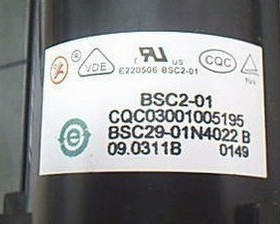 VDE
E220506 BSC2-01
CQC
BSC2-01
CQC03001005195
BSC29-01N4022 B
09.0311B 0149